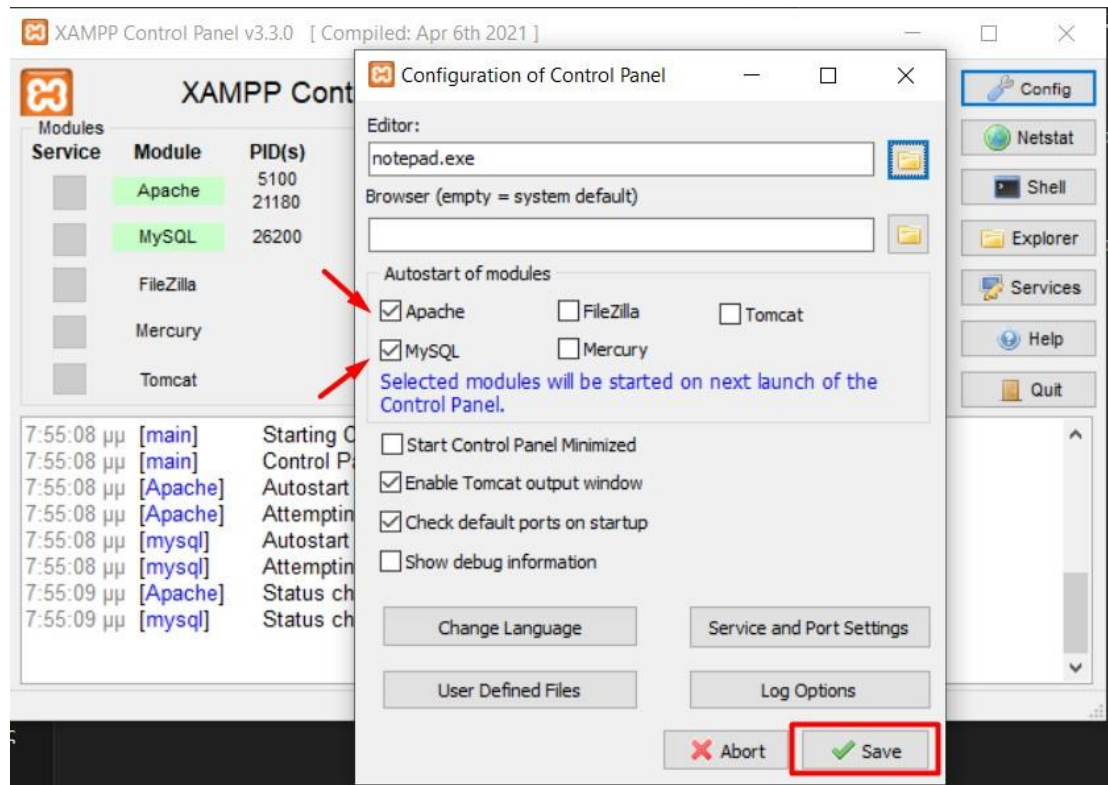 XAMPP Control Panel v3.3.0 [ Compiled: Apr 6th 2021 ]
XAMPP Cont
Modules
Service Module PID(s)
Apache 5100
21180
MySQL 26200
FileZilla
Mercury
Tomcat
7:55:08 μμ [main] Starting C
7:55:08 μμ [main] Control Pa
7:55:08 μμ [Apache] Autostart
7:55:08 μμ [Apache] Attemptin
7:55:08 μμ [mysql] Autostart
7:55:08 μμ [mysql] Attemptin
7:55:09 μμ [Apache] Status ch
7:55:09 μμ [mysql] Status ch
Configuration of Control Panel
Editor:
notepad.exe
Browser (empty = system default)
Autostart of modules
Apache FileZilla Tomcat
MySQL Mercury
Selected modules will be started on next launch of the
Control Panel.
Start Control Panel Minimized
Enable Tomcat output window
Check default ports on startup
Show debug information
Change Language Service and Port Settings
User Defined Files Log Options
Abort Save
Config
Netstat
Shell
Explorer
Services
Help
Quit
ς